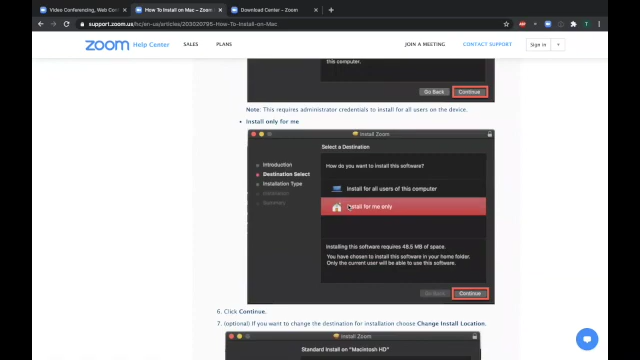 Video Conferencing, Web Con
How To Install on Mac
Download Center - Zoom
support.zoom.us/hc/en-us/articles/203020795-How-To-Install-on-Mac
zoom Help Center SALES PLANS JOIN A MEETING CONTACT SUPPORT Sign in
this computer.
Go Back Continue
Note: This requires administrator credentials to install for all users on the device.
• Install only for me
Install Zoom
Select a Destination
Introduction
Destination Select
Installation Type
Installation
Summary
How do you want to install this software?
Install for all users of this computer
Install for me only
Installing this software requires 48.5 MB of space.
You have chosen to install this software in your home folder.
Only the current user will be able to use this software.
Go Back Continue
6. Click Continue.
7. (optional) If you want to change the destination for installation choose Change Install Location.
Standard Install on "Macintosh HD"